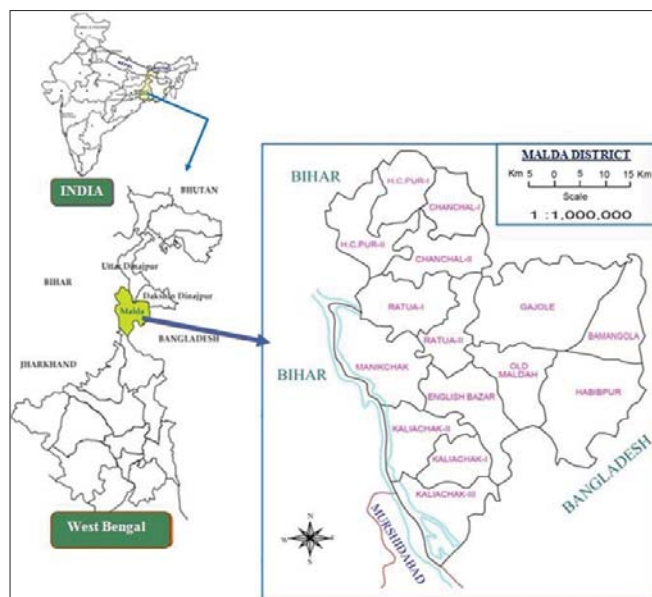 INDIA
BHUTAN
BIHAR
Uttar Dinajpur
Dakshin Dinajpur
Malda
BANGLADESH
JHARKHAND
West Bengal
MALDA DISTRICT
Km 5 0 5 10 15 Km
Scale
1 :1,000,000
BIHAR
H.C.PUR-I
CHANCHAL-I
H.C.PUR-II
CHANCHAL-II
RATUA-I
GAJOLE
RATUA-II
BAMANGOLA
BIHAR
MANIKCHAK
OLD
MALDAH
HABIBPUR
ENGLISH BAZAR
KALIACHAK-II
KALIACHAK-I
KALIACHAK-III
BANGLADESH
MURSHIDABAD
N
W
E
S